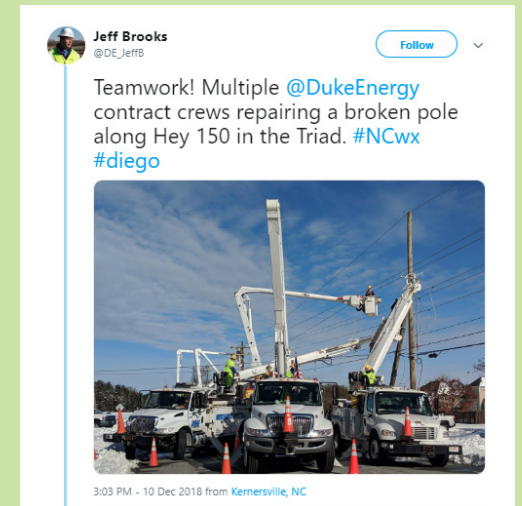 Jeff Brooks
@DE_JeffB
Follow
Teamwork! Multiple @DukeEnergy
contract crews repairing a broken pole
along Hey 150 in the Triad. #NCwx
#diego
3:03 PM - 10 Dec 2018 from Kernersville, NC